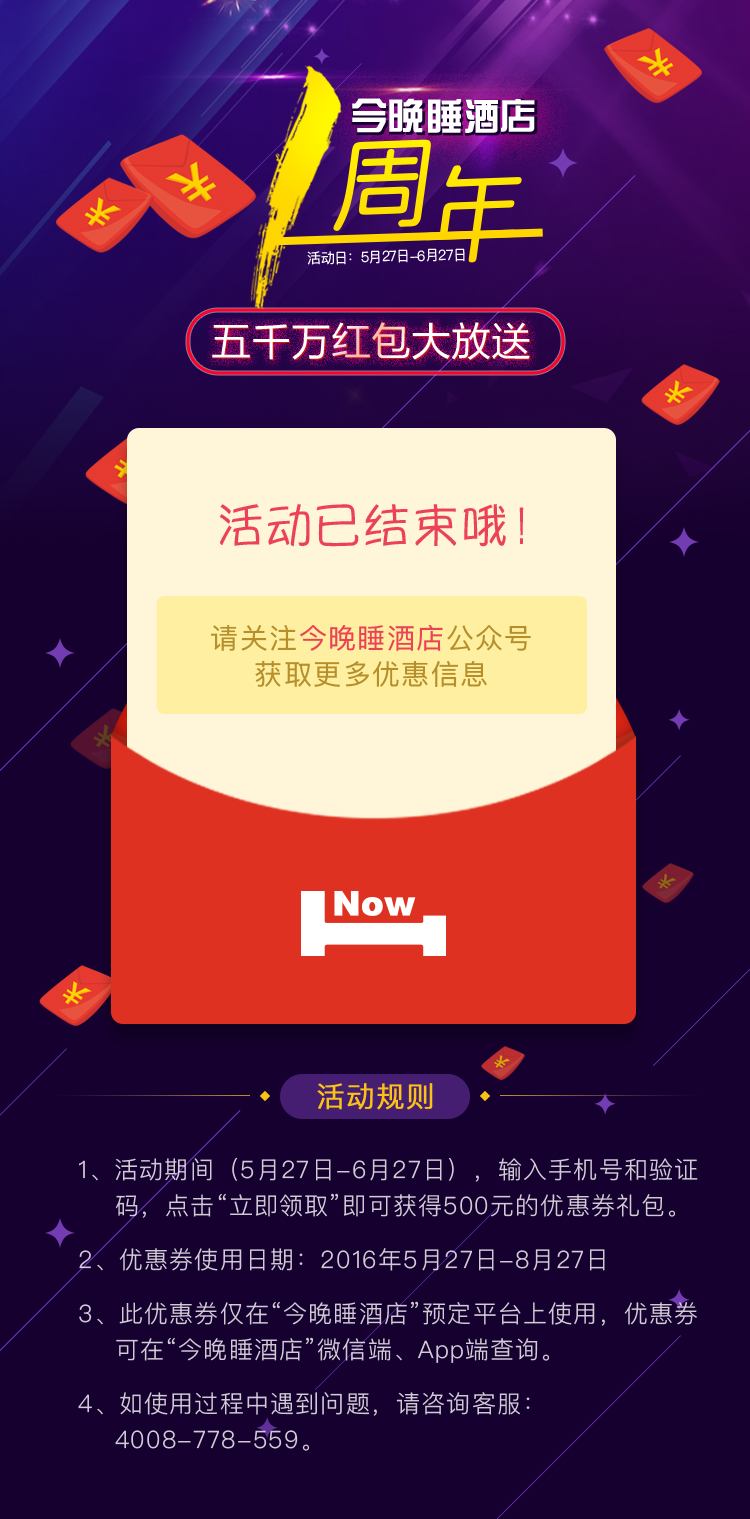 今晚睡酒店
1周年
活动日：5月27日-6月27日
五千万红包大放送
活动已结束哦！
请关注今晚睡酒店公众号
获取更多优惠信息
Now
活动规则
1、活动期间（5月27日-6月27日），输入手机号和验证
码，点击“立即领取”即可获得500元的优惠券礼包。
2、优惠券使用日期：2016年5月27日-8月27日
3、此优惠券仅在“今晚睡酒店”预定平台上使用，优惠券
可在“今晚睡酒店”微信端、App端查询。
4、如使用过程中遇到问题，请咨询客服：
4008-778-559。